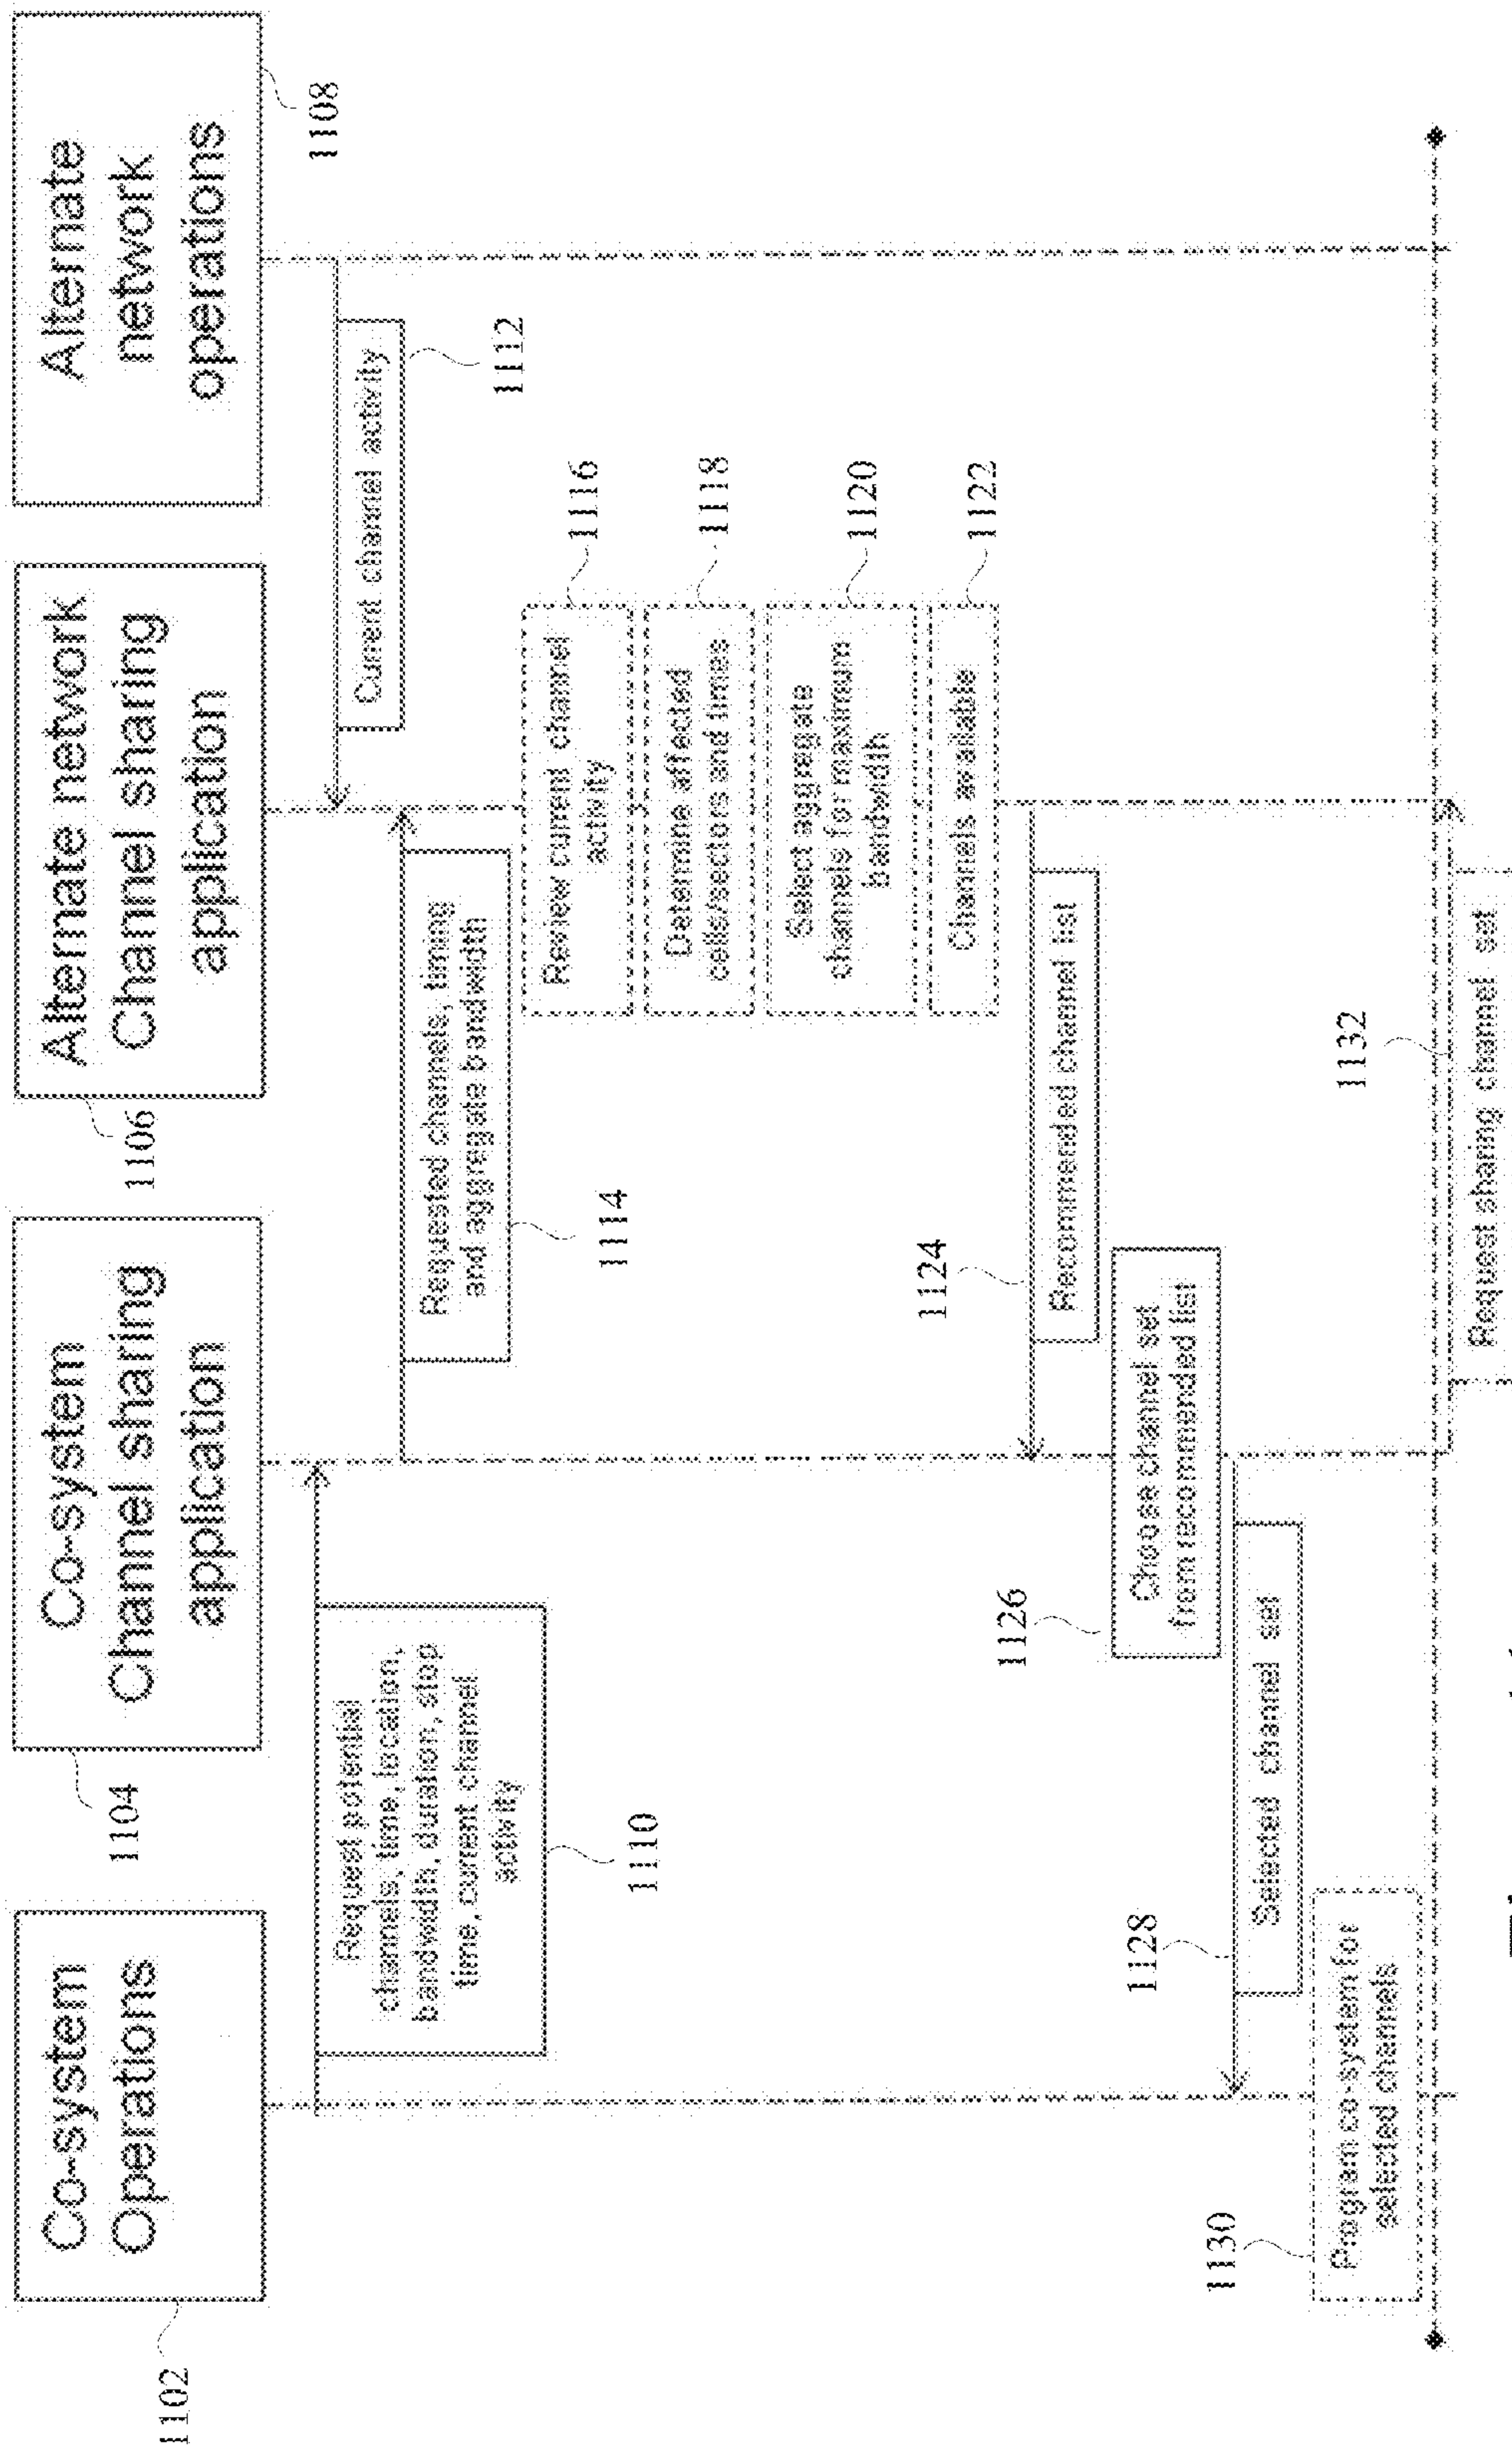 Co-system
Operations
1102
Co-system
Channel sharing
application
1104
Alternate network
Channel sharing
application
1106
Alternate
network
operations
1108
Request potential
channels, time, location,
bandwidth, duration, stop
time, current channel
activity
1110
Current channel activity
1112
Requested channels, timing
and aggregate bandwidth
1114
Review current channel
activity
1116
Determine affected
cells/sectors and times
1118
Select aggregate
channels for maximum
bandwidth
1120
Channels available
1122
1124
Recommended channel list
1126
Choose channel set
from recommended list
1128
Selected channel set
1130
Program co-system for
selected channels
1132
Request sharing channel set